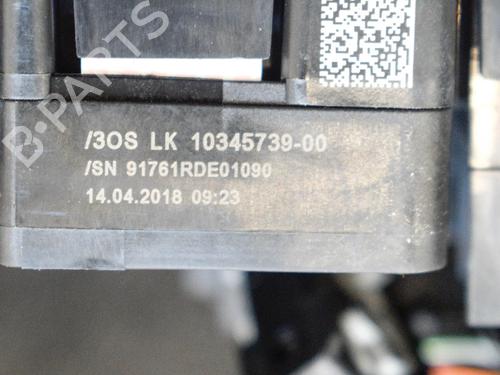 B-PARTS
/3OS LK 10345739-00
/SN 91761RDE01090
14.04.2018 09:23